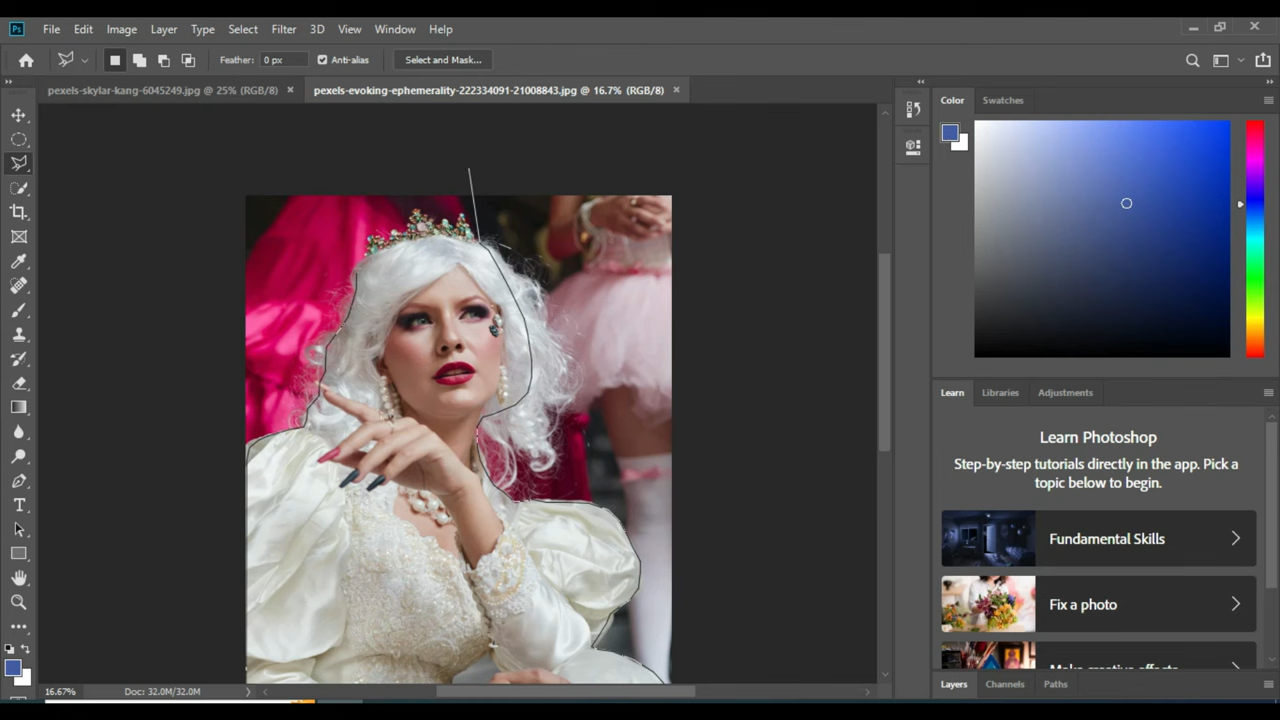 Ps File Edit Image Layer Type Select Filter 3D View Window Help
Feather: 0 px Anti-alias Select and Mask...
pexels-skylar-kang-6045249.jpg @ 25% (RGB/8) × pexels-evoking-ephemerality-222334091-21008843.jpg @ 16.7% (RGB/8) ×
Color Swatches
Learn Libraries Adjustments
Learn Photoshop
Step-by-step tutorials directly in the app. Pick a
topic below to begin.
Fundamental Skills
Fix a photo
Make creative effects
Layers Channels Paths
16.67% Doc: 32.0M/32.0M